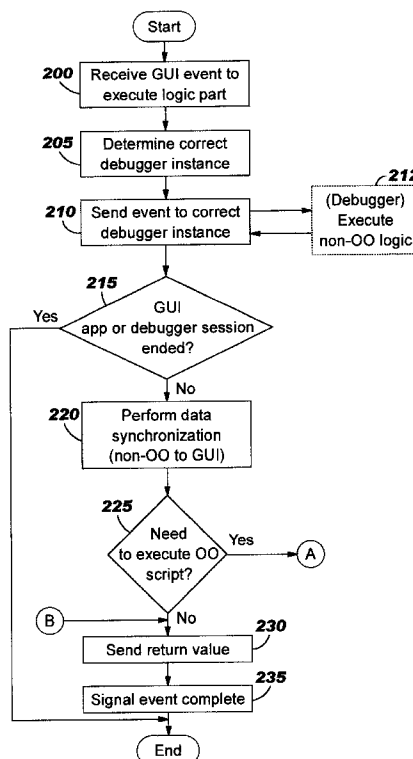 Start
200
Receive GUI event to
execute logic part
205
Determine correct
debugger instance
212
210
Send event to correct
debugger instance
(Debugger)
Execute
non-OO logic
215
Yes
GUI
app or debugger session
ended?
No
220
Perform data
synchronization
(non-OO to GUI)
225
Need
to execute OO
script?
Yes
A
B
No
230
Send return value
235
Signal event complete
End